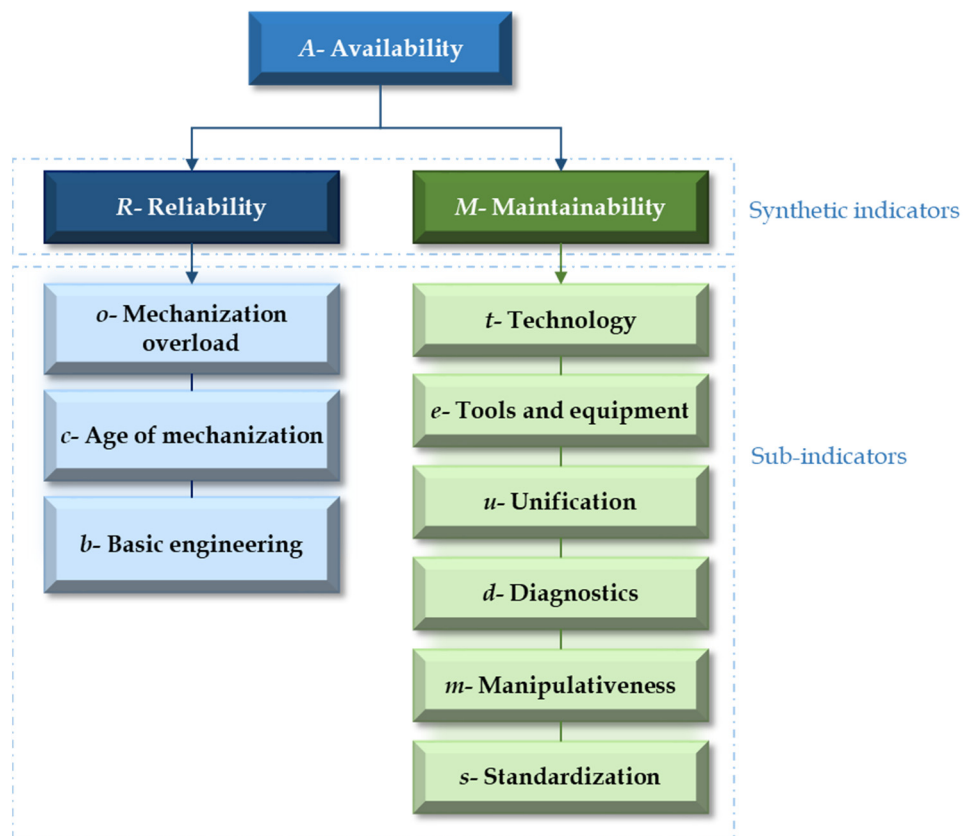 A- Availability
R- Reliability
M- Maintainability
Synthetic indicators
o- Mechanization
overload
c- Age of mechanization
b- Basic engineering
t- Technology
e- Tools and equipment
u- Unification
d- Diagnostics
m- Manipulativeness
s- Standardization
Sub-indicators